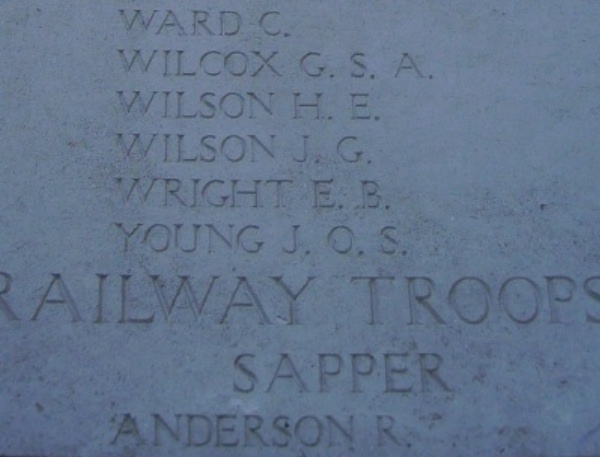 WARD C.
WILCOX G. S. A.
WILSON H. E.
WILSON J. G.
WRIGHT E. B.
YOUNG J. O. S.
RAILWAY TROOPS
SAPPER
ANDERSON R.